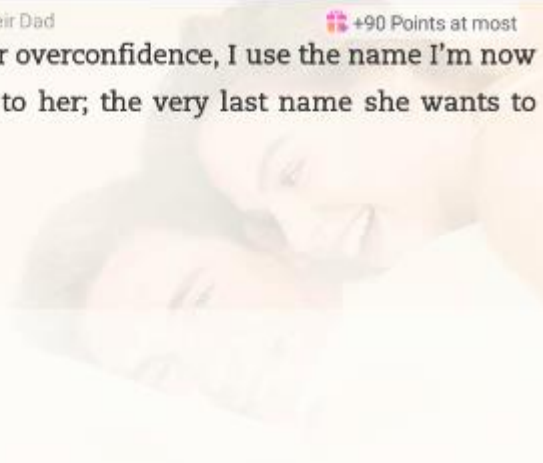 eir Dad
+90 Points at most
r overconfidence, I use the name I'm now
to her; the very last name she wants to